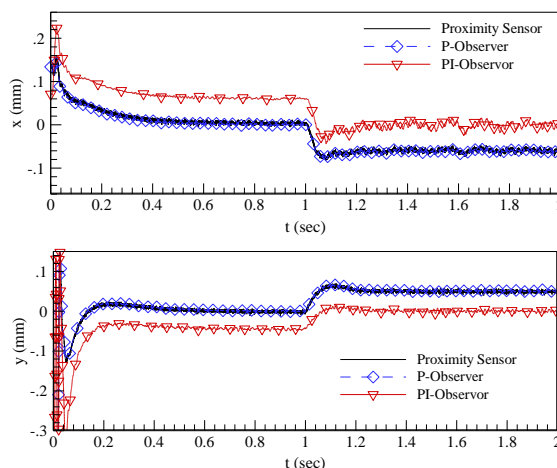 .2
.1
0
-.1
x (mm)
Proximity Sensor
P-Observer
PI-Observor
0 0.2 0.4 0.6 0.8 1 1.2 1.4 1.6 1.8 2
t (sec)
.1
0
-.1
-.2
-.3
y (mm)
Proximity Sensor
P-Observer
PI-Observor
0 0.2 0.4 0.6 0.8 1 1.2 1.4 1.6 1.8 2
t (sec)